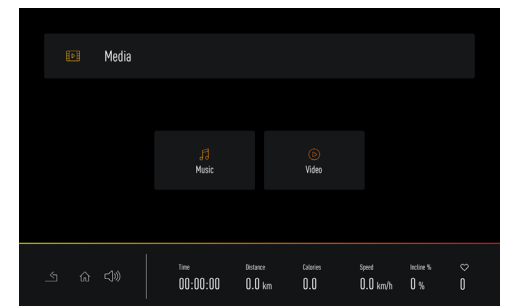 Media
Music Video
Time Distance Calories Speed Incline %
00:00:00 0.0 km 0.0 0.0 km/h 0 % 0